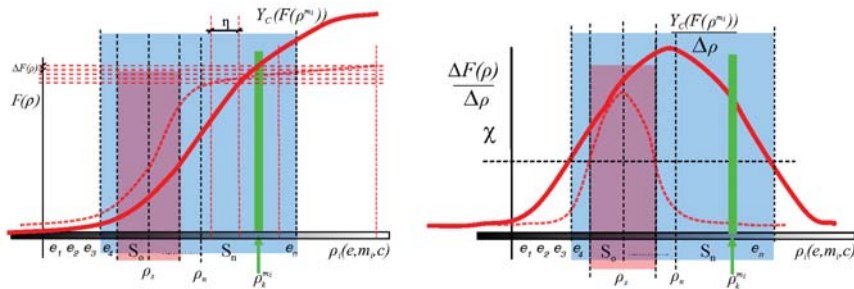 η
Y_C(F(ρ^{m_i}))
ΔF(ρ)
F(ρ)
e_1 e_2 e_3 e_4 S_o S_n e_n ρ_i(e,m_i,c)
ρ_s ρ_n ρ_k^{m_i}
Y_C(F(ρ^{m_i}))
Δρ
ΔF(ρ)
Δρ
χ
e_1 e_2 e_3 e_4 S_o S_n e_n ρ_i(e,m_i,c)
ρ_s ρ_n ρ_k^{m_i}